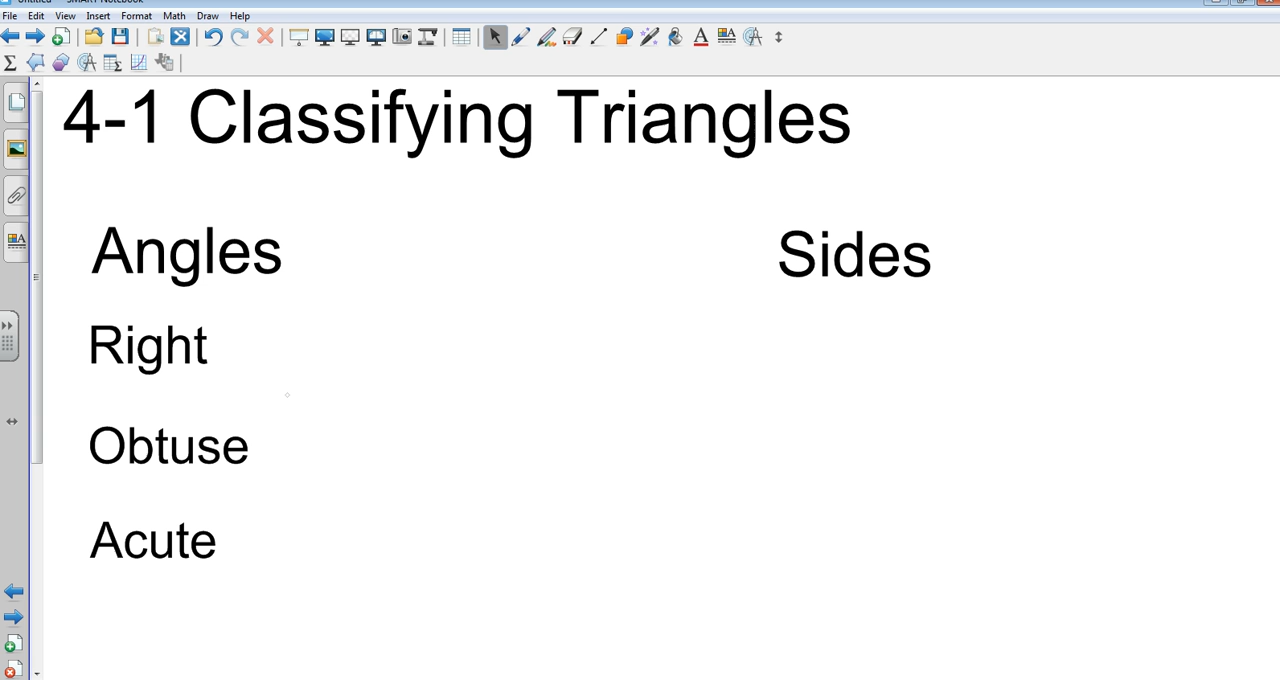 File Edit View Insert Format Math Draw Help
4-1 Classifying Triangles
Angles Sides
Right
Obtuse
Acute